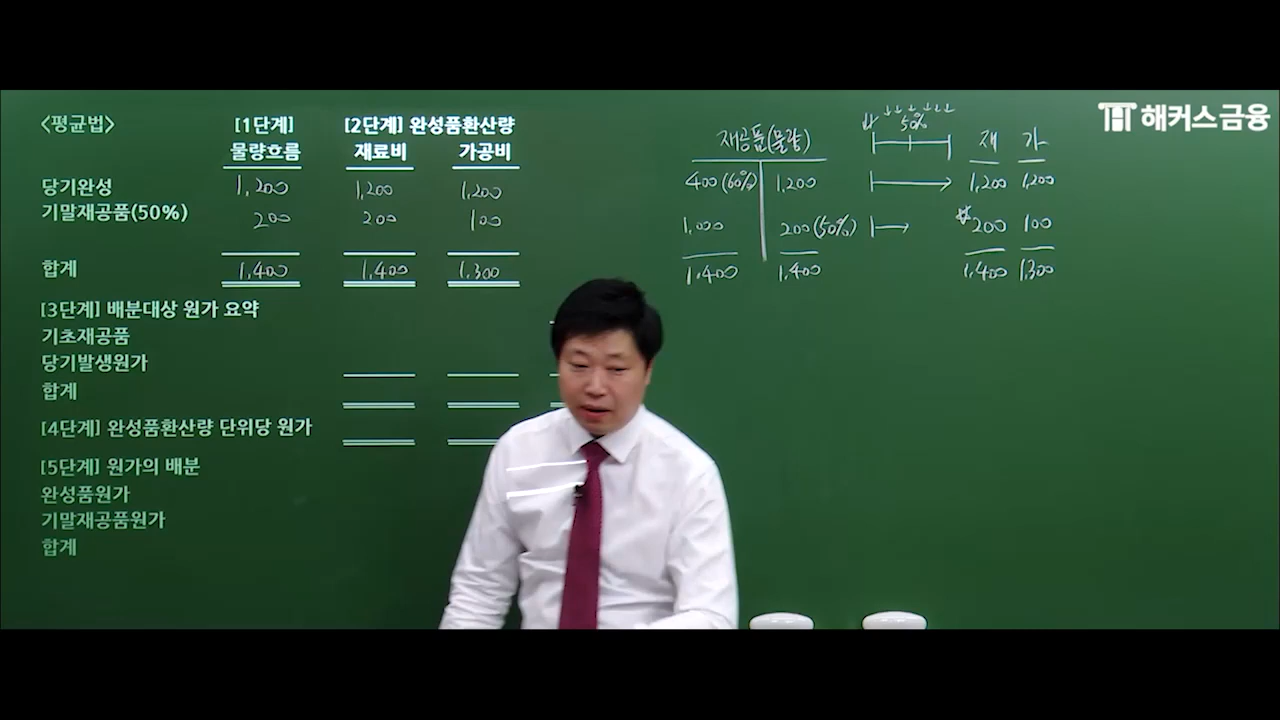 해커스금융
<평균법>
[1단계] [2단계] 완성품환산량
물량흐름 재료비 가공비
당기완성 1,200 1,200 1,200
기말재공품(50%) 200 200 100
합계 1,400 1,400 1,300
[3단계] 배분대상 원가 요약
기초재공품
당기발생원가
합계
[4단계] 완성품환산량 단위당 원가
[5단계] 원가의 배분
완성품원가
기말재공품원가
합계
50%
재공품(물량) 재 가
400(60%) 1,200 1,200 1,200
1,000 200(50%) 200 100
1,400 1,400 1,400 1,300